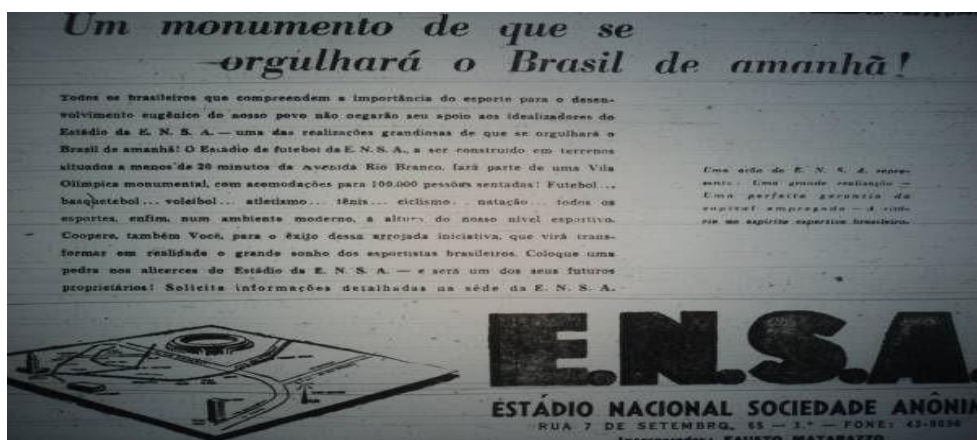 Um monumento de que se
orgulhará o Brasil de amanhã!
Todos os brasileiros que compreendem a importância do esporte para o desen-
volvimento eugênico do nosso povo não negarão seu apoio aos idealizadores do
Estádio da E. N. S. A. — uma das realizações grandiosas de que se orgulhará o
Brasil de amanhã! O Estádio de futebol da E. N. S. A., a ser construido em terrenos
situados a menos de 20 minutos da Avenida Rio Branco, fará parte de uma Vila
Olímpica monumental, com acomodações para 100.000 pessôas sentadas! Futebol...
basquetebol... voleibol... atletismo... tênis... ciclismo... natação... todos os
esportes, enfim, num ambiente moderno, a altura do nosso nivel esportivo.
Coopere, também Você, para o êxito dessa arrojada iniciativa, que virá trans-
formar em realidade o grande sonho dos esportistas brasileiros. Coloque uma
pedra nos alicerces do Estádio da E. N. S. A. — e será um dos seus futuros
proprietários! Solicite informações detalhadas na séde da E. N. S. A.
Uma ação da E. N. S. A. repre-
senta: Uma grande realização —
Uma perfeita garantia do
capital empregado —
ao espírito esportivo brasileiro.
E.N.S.A.
ESTÁDIO NACIONAL SOCIEDADE ANÔNI
RUA 7 DE SETEMBRO, 65 — 3.º — FONE:
Incorporador: FAUSTO MATARAZZO